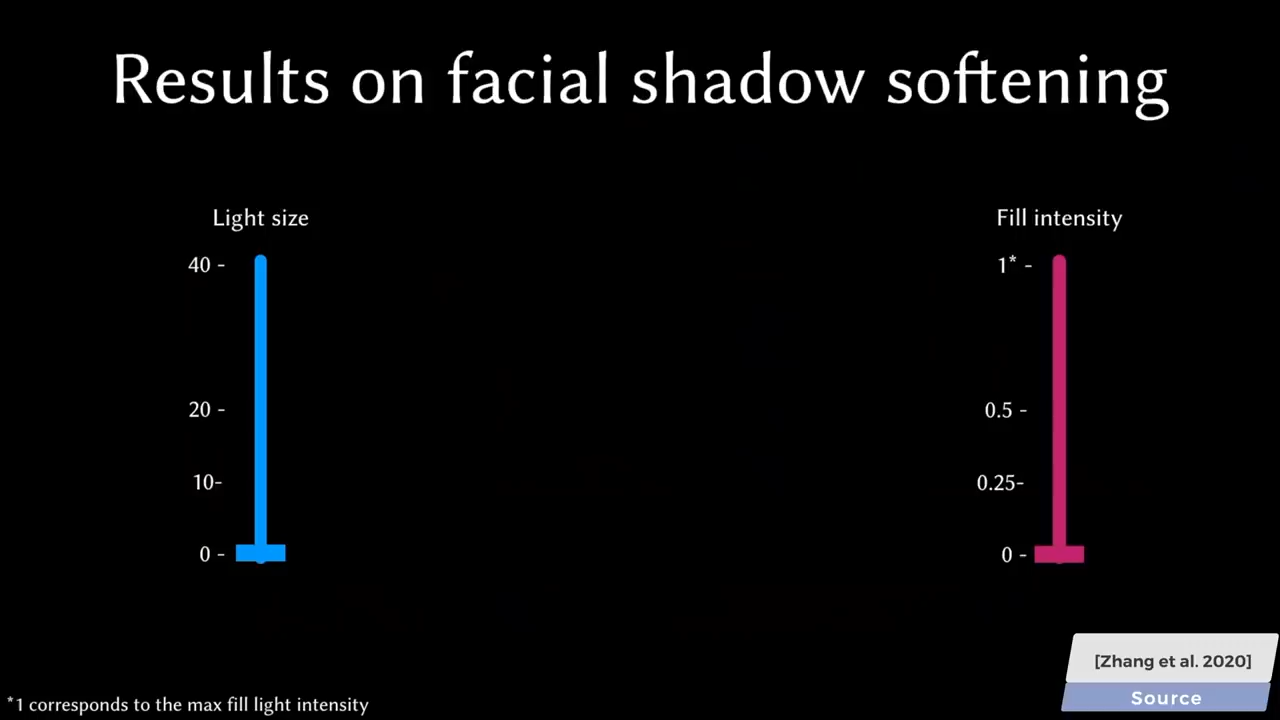 Results on facial shadow softening
Light size
40 -
20 -
10-
0 -
Fill intensity
1* -
0.5 -
0.25-
0 -
[Zhang et al. 2020]
Source
*1 corresponds to the max fill light intensity